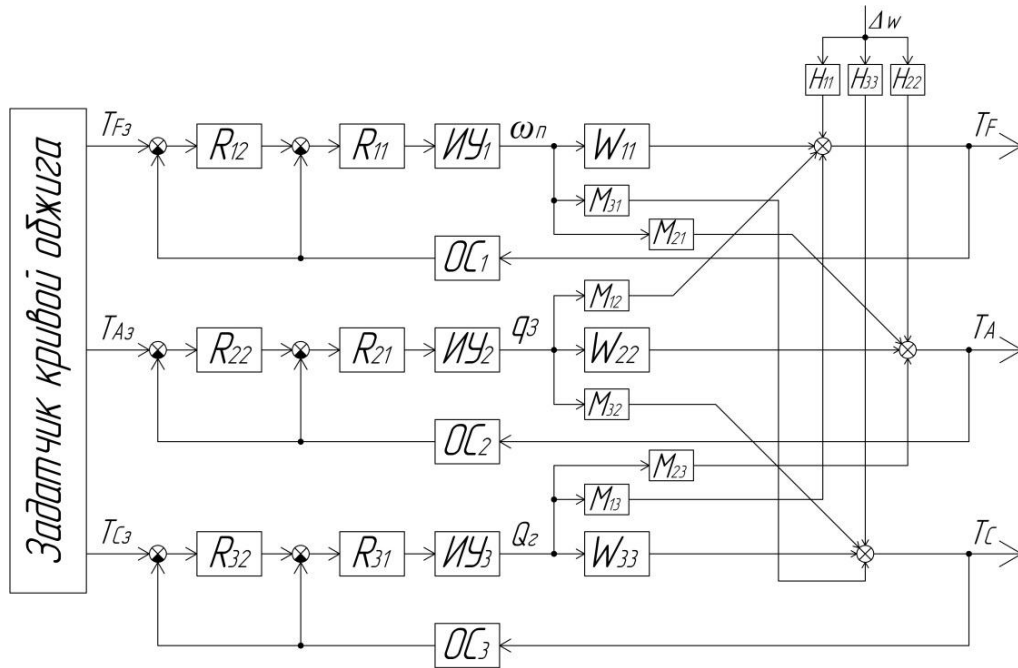 Δw
H11 H33 H22
Задатчик кривой обжига
TFз R12 R11 ИУ1 ωп W11 TF
M31
M21
ОС1
M12
TAз R22 R21 ИУ2 qз W22 TA
M32
ОС2
M23
M13
TCз R32 R31 ИУ3 Qг W33 TC
ОС3